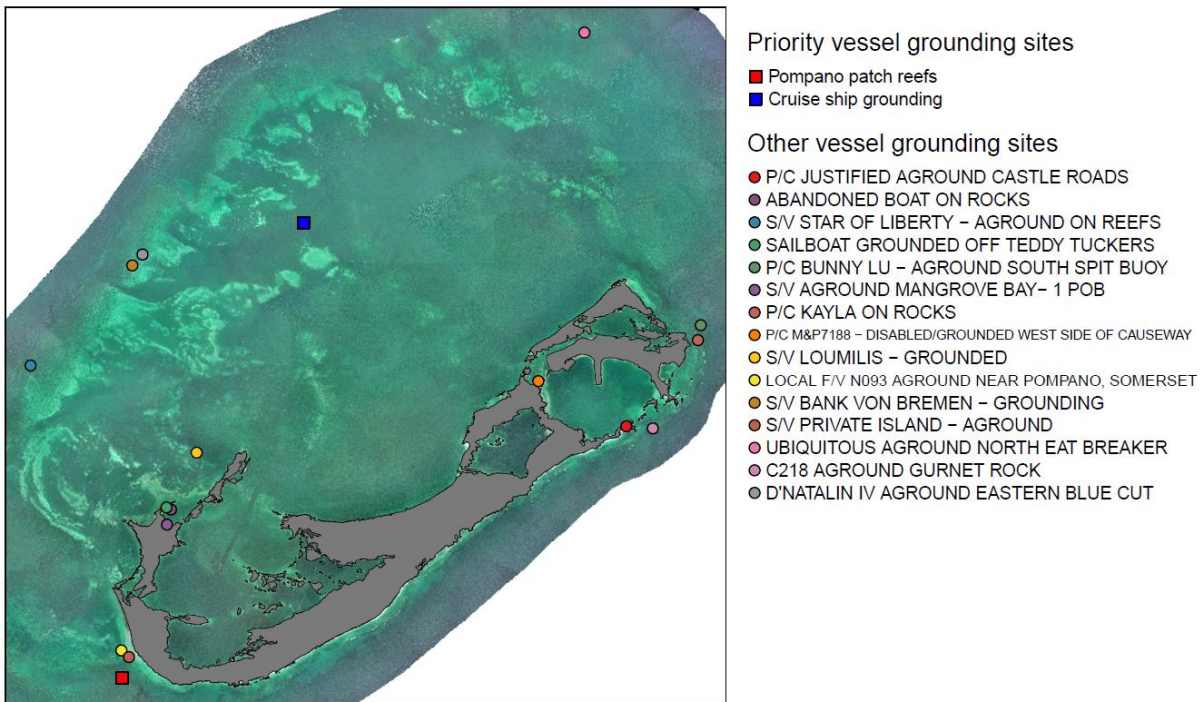 Priority vessel grounding sites
Pompano patch reefs
Cruise ship grounding
Other vessel grounding sites
P/C JUSTIFIED AGROUND CASTLE ROADS
ABANDONED BOAT ON ROCKS
S/V STAR OF LIBERTY − AGROUND ON REEFS
SAILBOAT GROUNDED OFF TEDDY TUCKERS
P/C BUNNY LU − AGROUND SOUTH SPIT BUOY
S/V AGROUND MANGROVE BAY− 1 POB
P/C KAYLA ON ROCKS
P/C M&P7188 − DISABLED/GROUNDED WEST SIDE OF CAUSEWAY
S/V LOUMILIS − GROUNDED
LOCAL F/V N093 AGROUND NEAR POMPANO, SOMERSET
S/V BANK VON BREMEN − GROUNDING
S/V PRIVATE ISLAND − AGROUND
UBIQUITOUS AGROUND NORTH EAT BREAKER
C218 AGROUND GURNET ROCK
D'NATALIN IV AGROUND EASTERN BLUE CUT